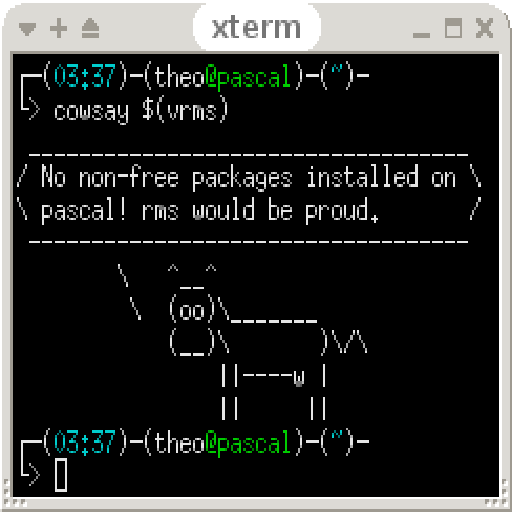 xterm
┌─(03:37)─(theo@pascal)─(~)─
└> cowsay $(vrms)
 ___________________________________
/ No non-free packages installed on \
\ pascal! rms would be proud.       /
 -----------------------------------
        \   ^__^
         \  (oo)\_______
            (__)\       )\/\
                ||----w |
                ||     ||
┌─(03:37)─(theo@pascal)─(~)─
└>